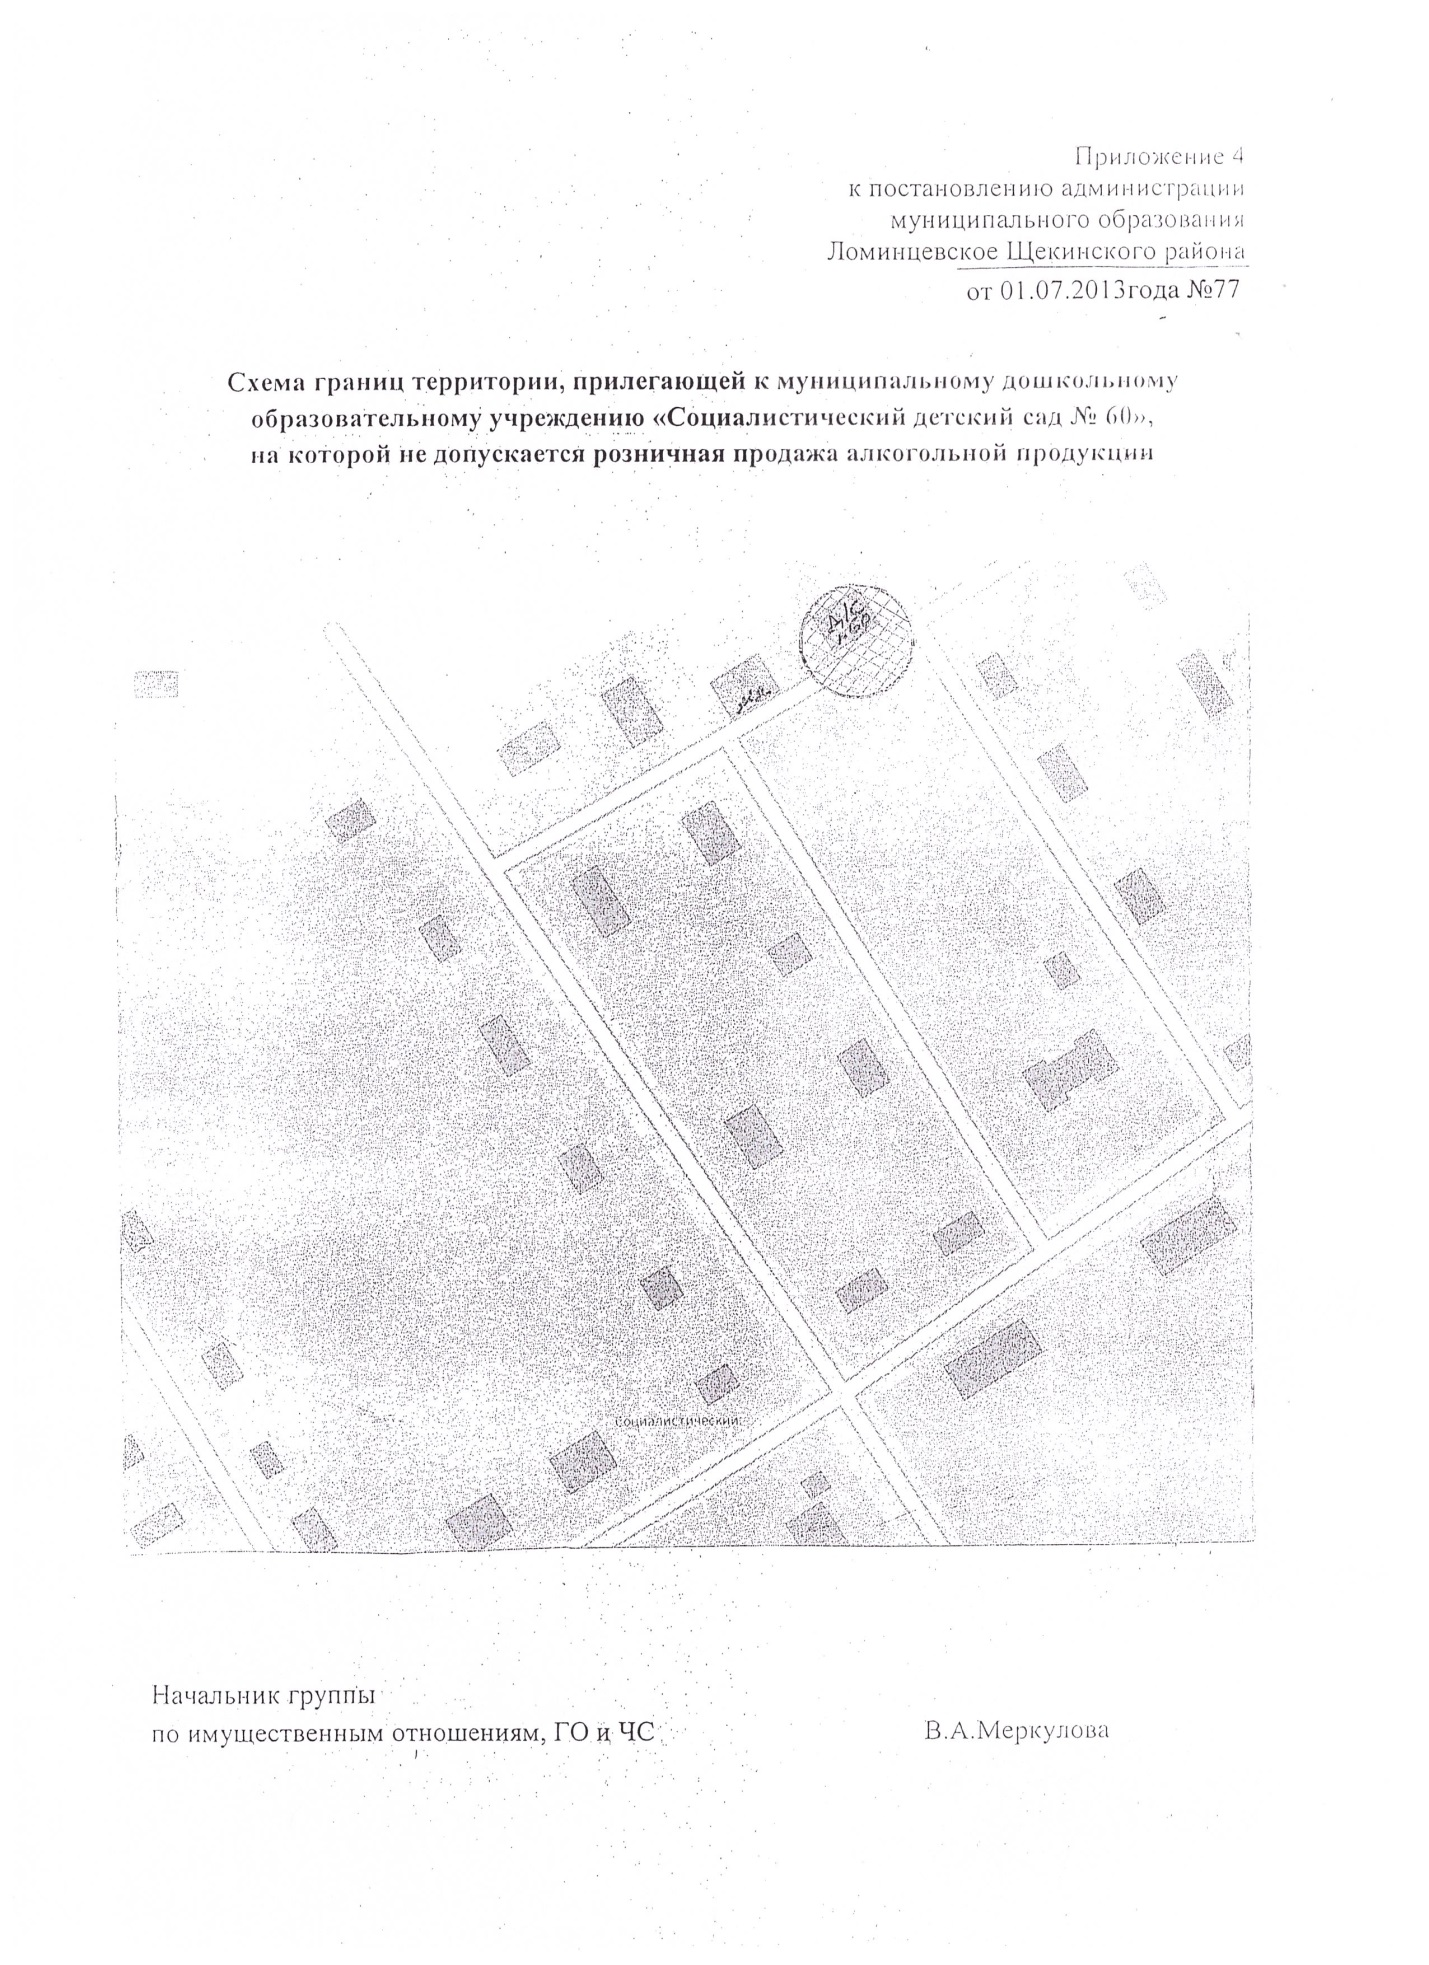 Приложение 4
к постановлению администрации
муниципального образования
Ломинцевское Щекинского района
от 01.07.2013года №77
Схема границ территории, прилегающей к муниципальному дошкольному
образовательному учреждению «Социалистический детский сад № 60»,
на которой не допускается розничная продажа алкогольной продукции
Д/С
Социалистический
Начальник группы
по имущественным отношениям, ГО и ЧС
В.А.Меркулова